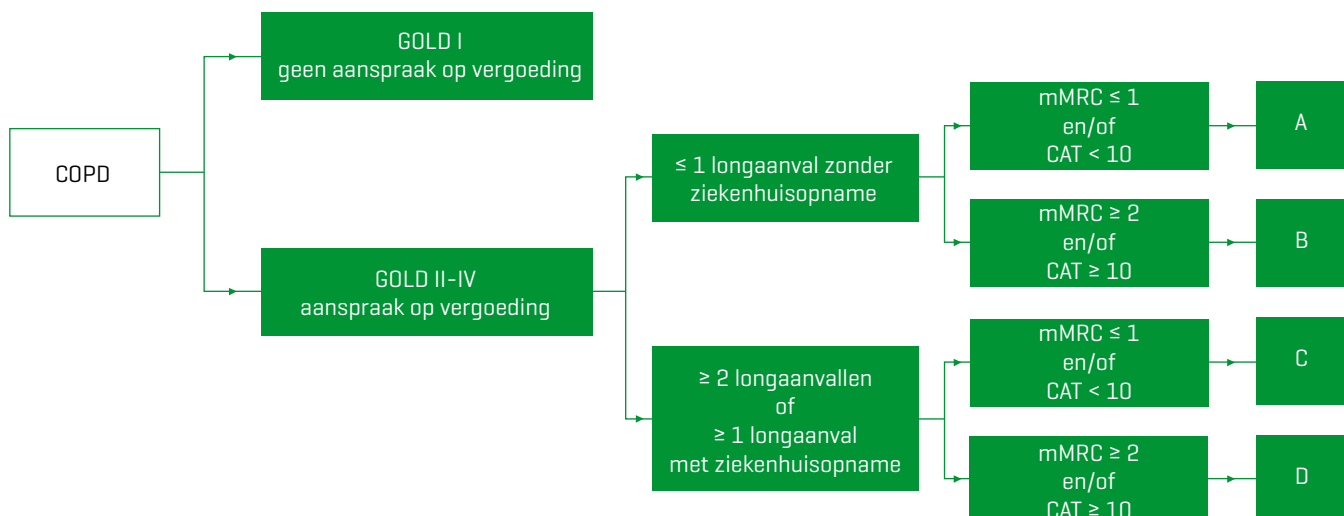 COPD
GOLD I
geen aanspraak op vergoeding
GOLD II-IV
aanspraak op vergoeding
≤ 1 longaanval zonder
ziekenhuisopname
≥ 2 longaanvallen
of
≥ 1 longaanval
met ziekenhuisopname
mMRC ≤ 1
en/of
CAT < 10
A
mMRC ≥ 2
en/of
CAT ≥ 10
B
mMRC ≤ 1
en/of
CAT < 10
C
mMRC ≥ 2
en/of
CAT ≥ 10
D